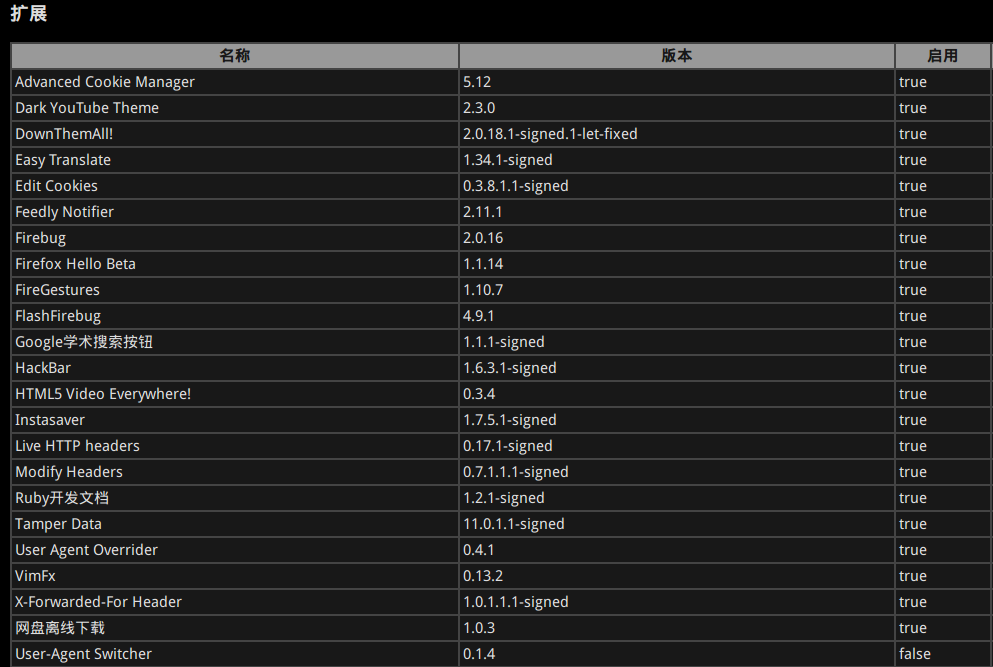 扩展
名称 版本 启用
Advanced Cookie Manager 5.12 true
Dark YouTube Theme 2.3.0 true
DownThemAll! 2.0.18.1-signed.1-let-fixed true
Easy Translate 1.34.1-signed true
Edit Cookies 0.3.8.1.1-signed true
Feedly Notifier 2.11.1 true
Firebug 2.0.16 true
Firefox Hello Beta 1.1.14 true
FireGestures 1.10.7 true
FlashFirebug 4.9.1 true
Google学术搜索按钮 1.1.1-signed true
HackBar 1.6.3.1-signed true
HTML5 Video Everywhere! 0.3.4 true
Instasaver 1.7.5.1-signed true
Live HTTP headers 0.17.1-signed true
Modify Headers 0.7.1.1.1-signed true
Ruby开发文档 1.2.1-signed true
Tamper Data 11.0.1.1-signed true
User Agent Overrider 0.4.1 true
VimFx 0.13.2 true
X-Forwarded-For Header 1.0.1.1.1-signed true
网盘离线下载 1.0.3 true
User-Agent Switcher 0.1.4 false